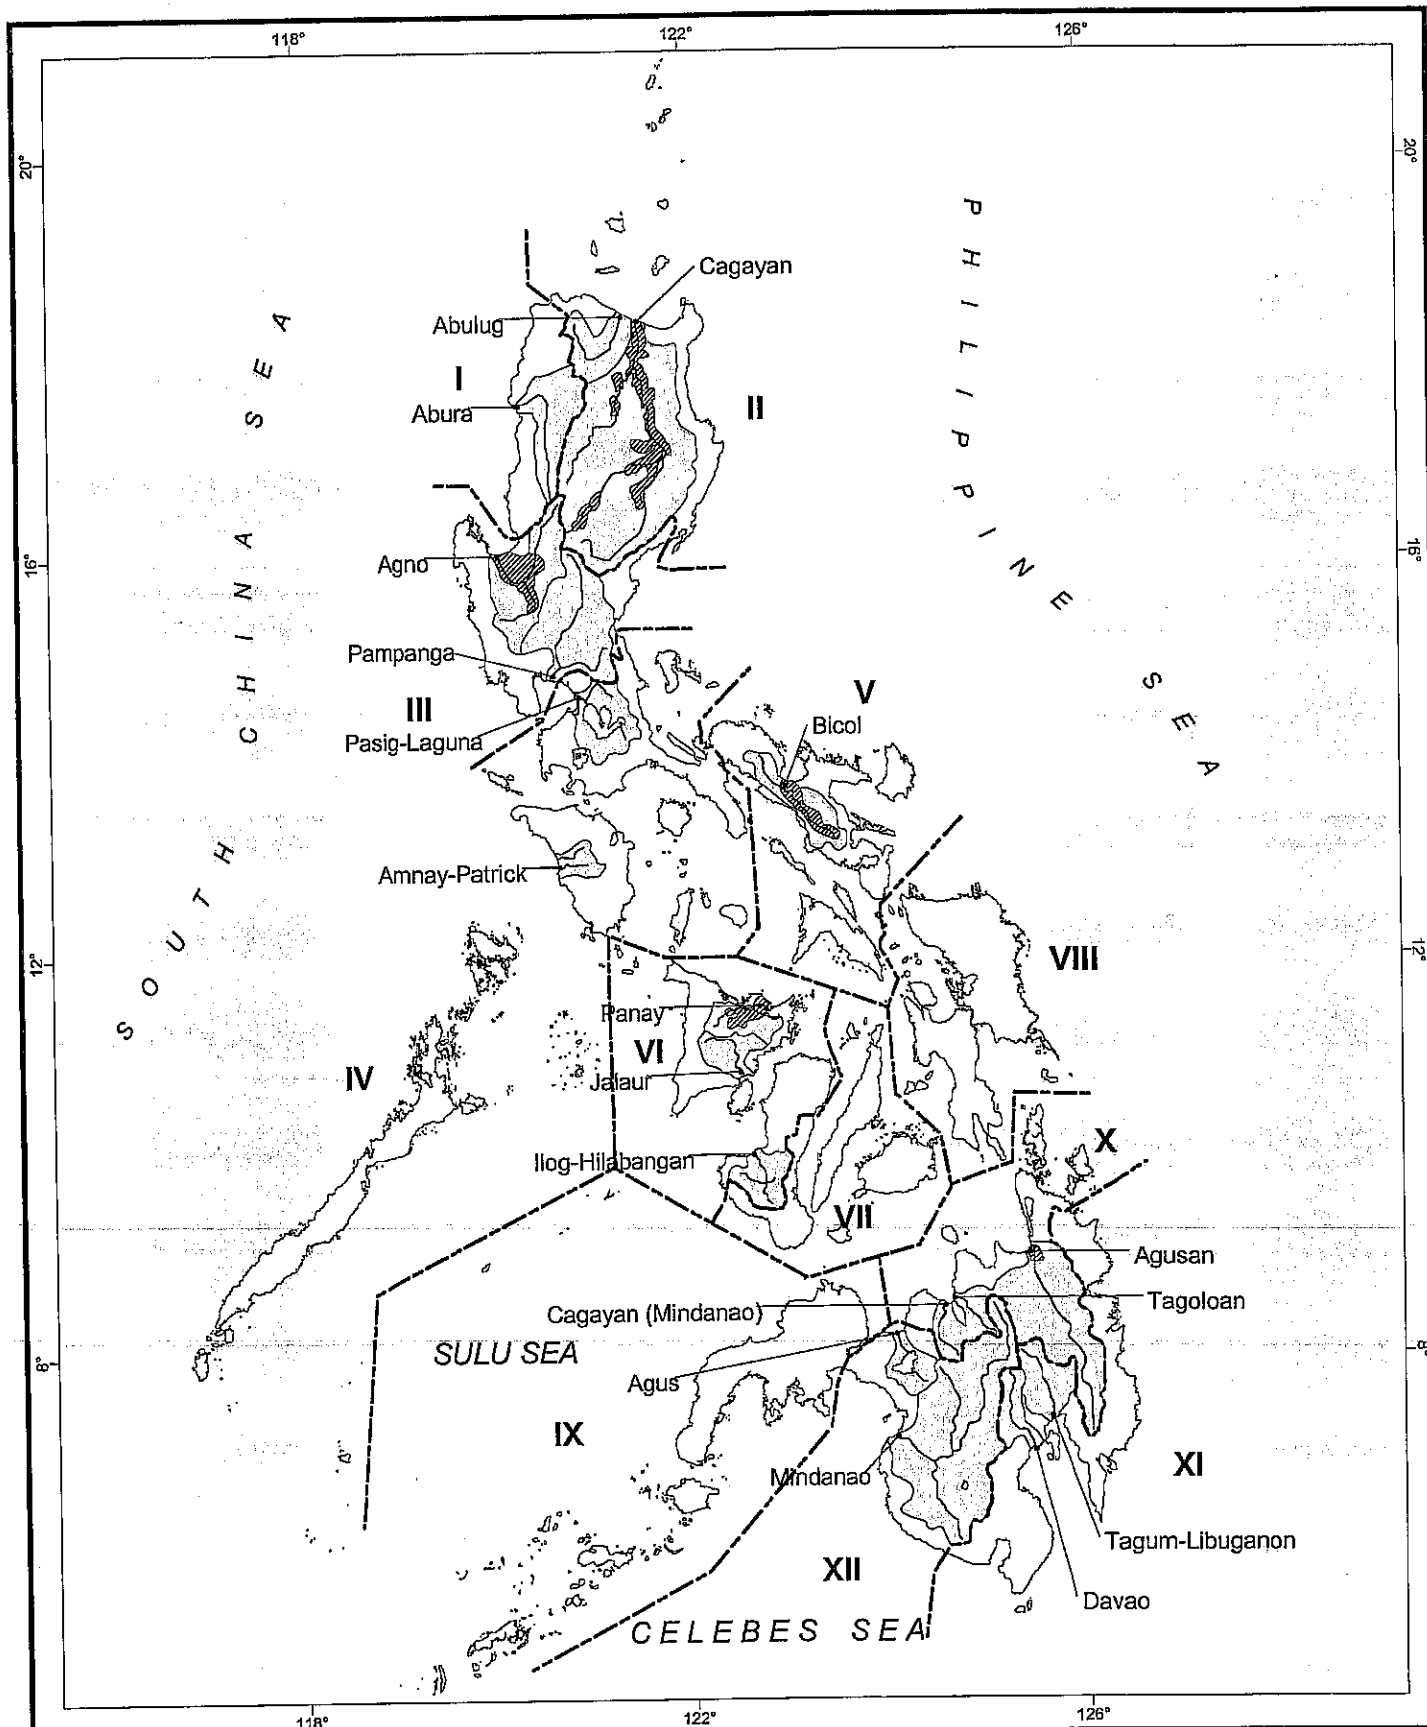 118°
122°
126°
20°
20°
PHILIPPINE SEA
Cagayan
Abulug
I
Abura
II
SOUTH CHINA SEA
16°
16°
Agno
Pampanga
III
Pasig-Laguna
V
Bicol
Amnay-Patrick
12°
12°
VIII
Panay
VI
Jalaur
IV
X
Ilog-Hilabangan
VII
Agusan
Tagoloan
Cagayan (Mindanao)
8°
8°
SULU SEA
Agus
IX
Mindanao
XI
Tagum-Libuganon
XII
Davao
CELEBES SEA
118°
122°
126°